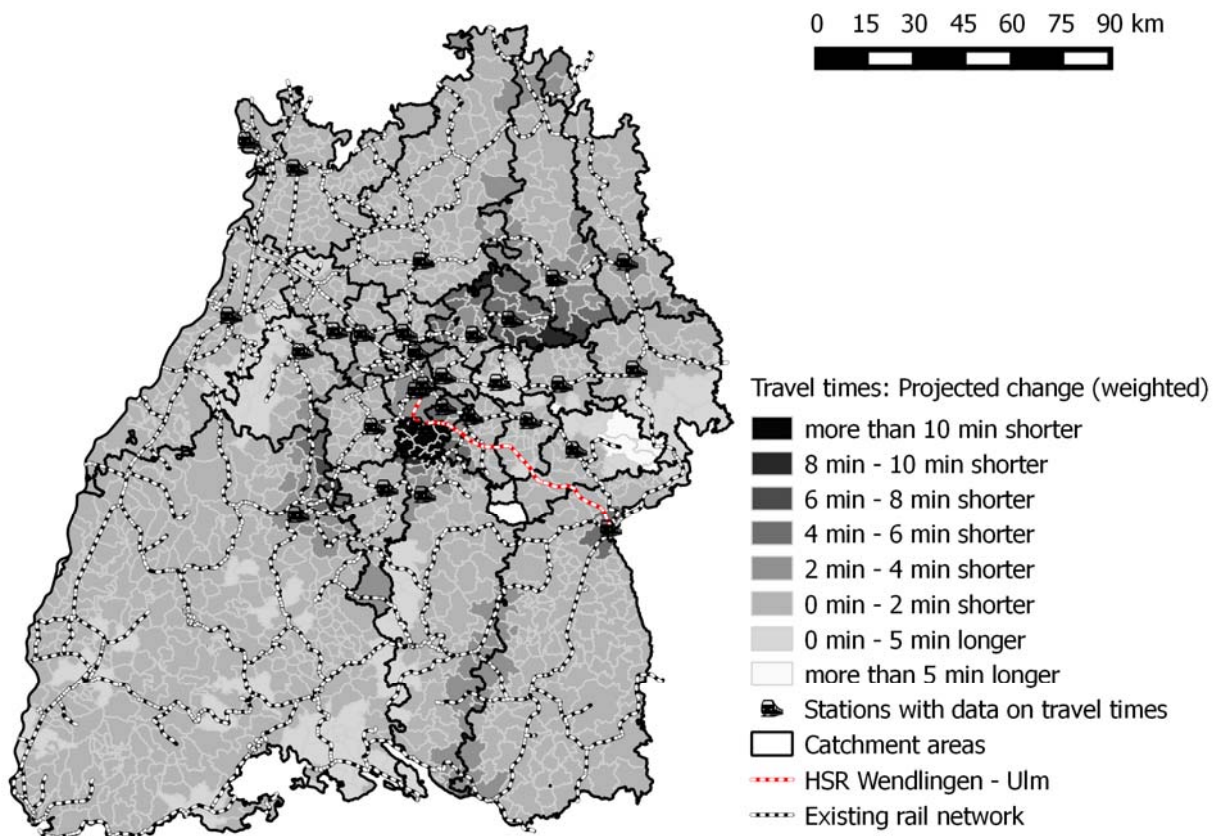 0 15 30 45 60 75 90 km
Travel times: Projected change (weighted)
more than 10 min shorter
8 min - 10 min shorter
6 min - 8 min shorter
4 min - 6 min shorter
2 min - 4 min shorter
0 min - 2 min shorter
0 min - 5 min longer
more than 5 min longer
Stations with data on travel times
Catchment areas
HSR Wendlingen - Ulm
Existing rail network